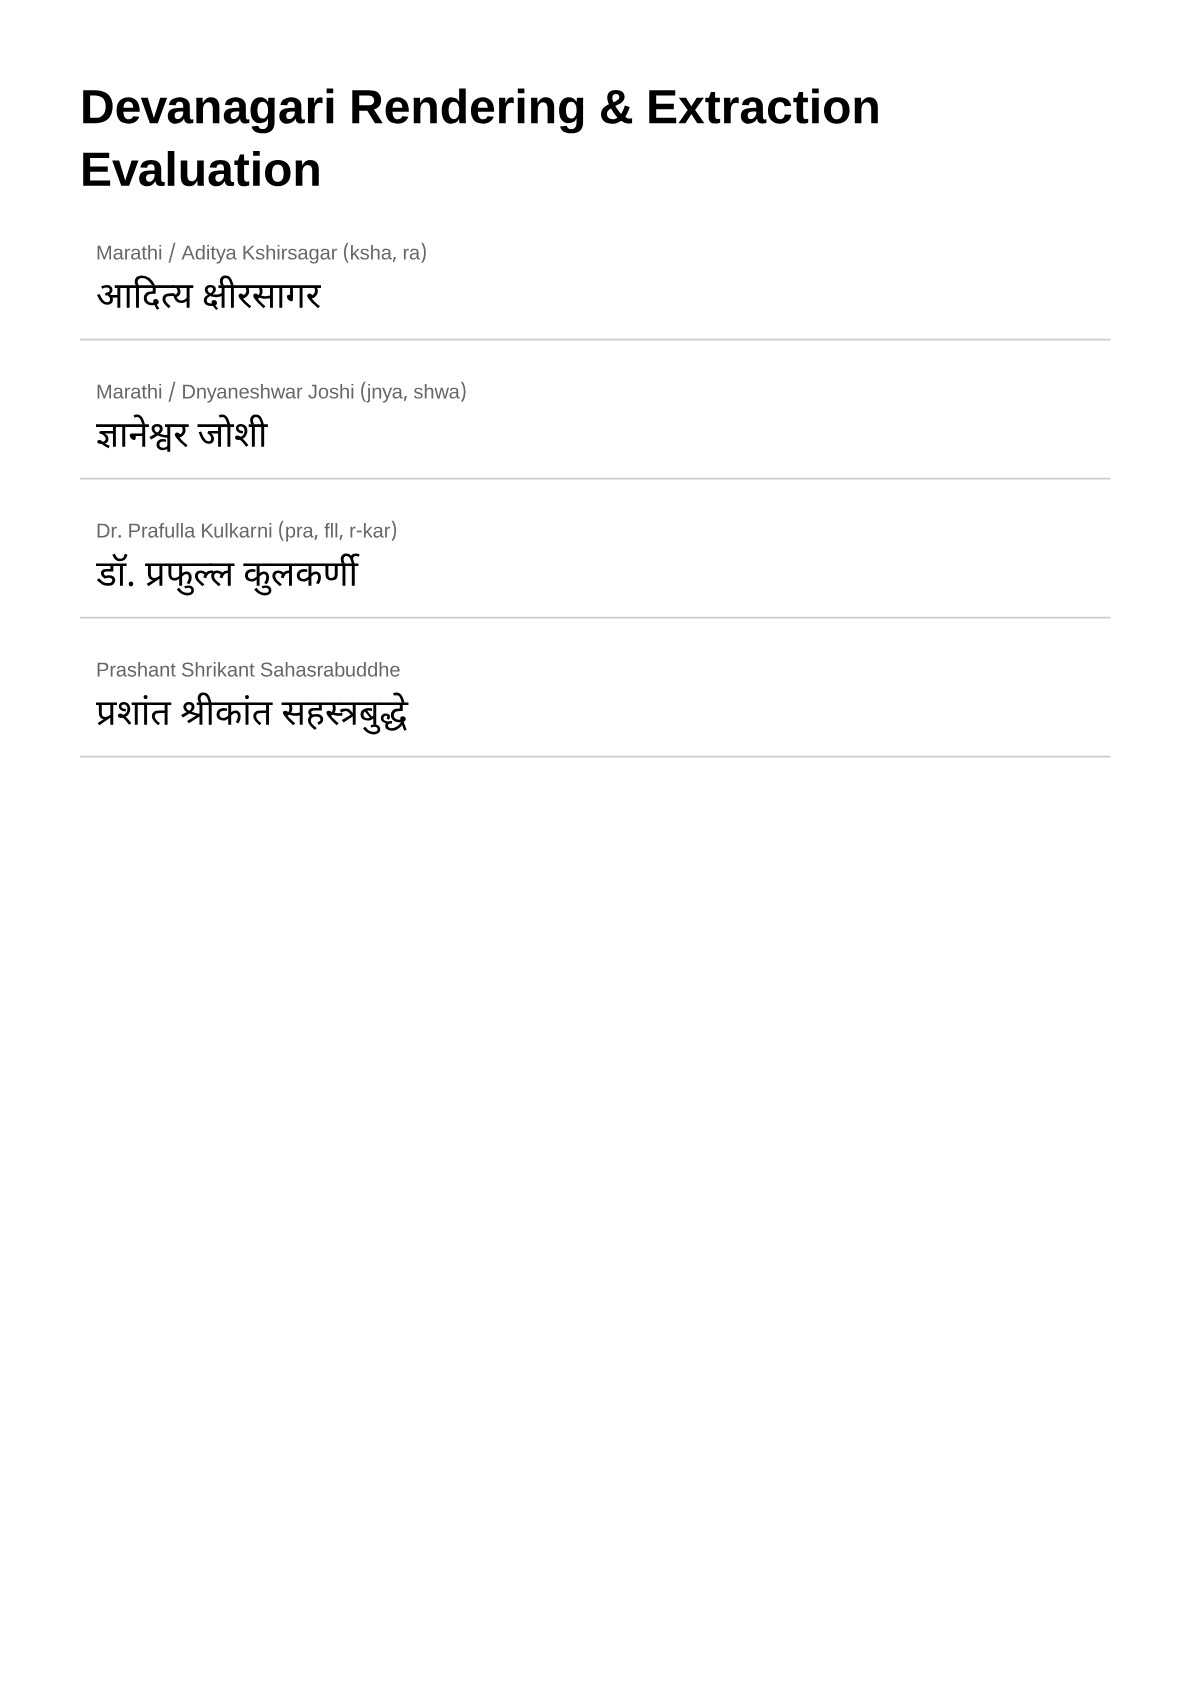 Devanagari Rendering & Extraction
Evaluation
Marathi / Aditya Kshirsagar (ksha, ra)
आदित्य क्षीरसागर
Marathi / Dnyaneshwar Joshi (jnya, shwa)
ज्ञानेश्वर जोशी
Dr. Prafulla Kulkarni (pra, fll, r-kar)
डॉ. प्रफुल्ल कुलकर्णी
Prashant Shrikant Sahasrabuddhe
प्रशांत श्रीकांत सहस्त्रबुद्धे